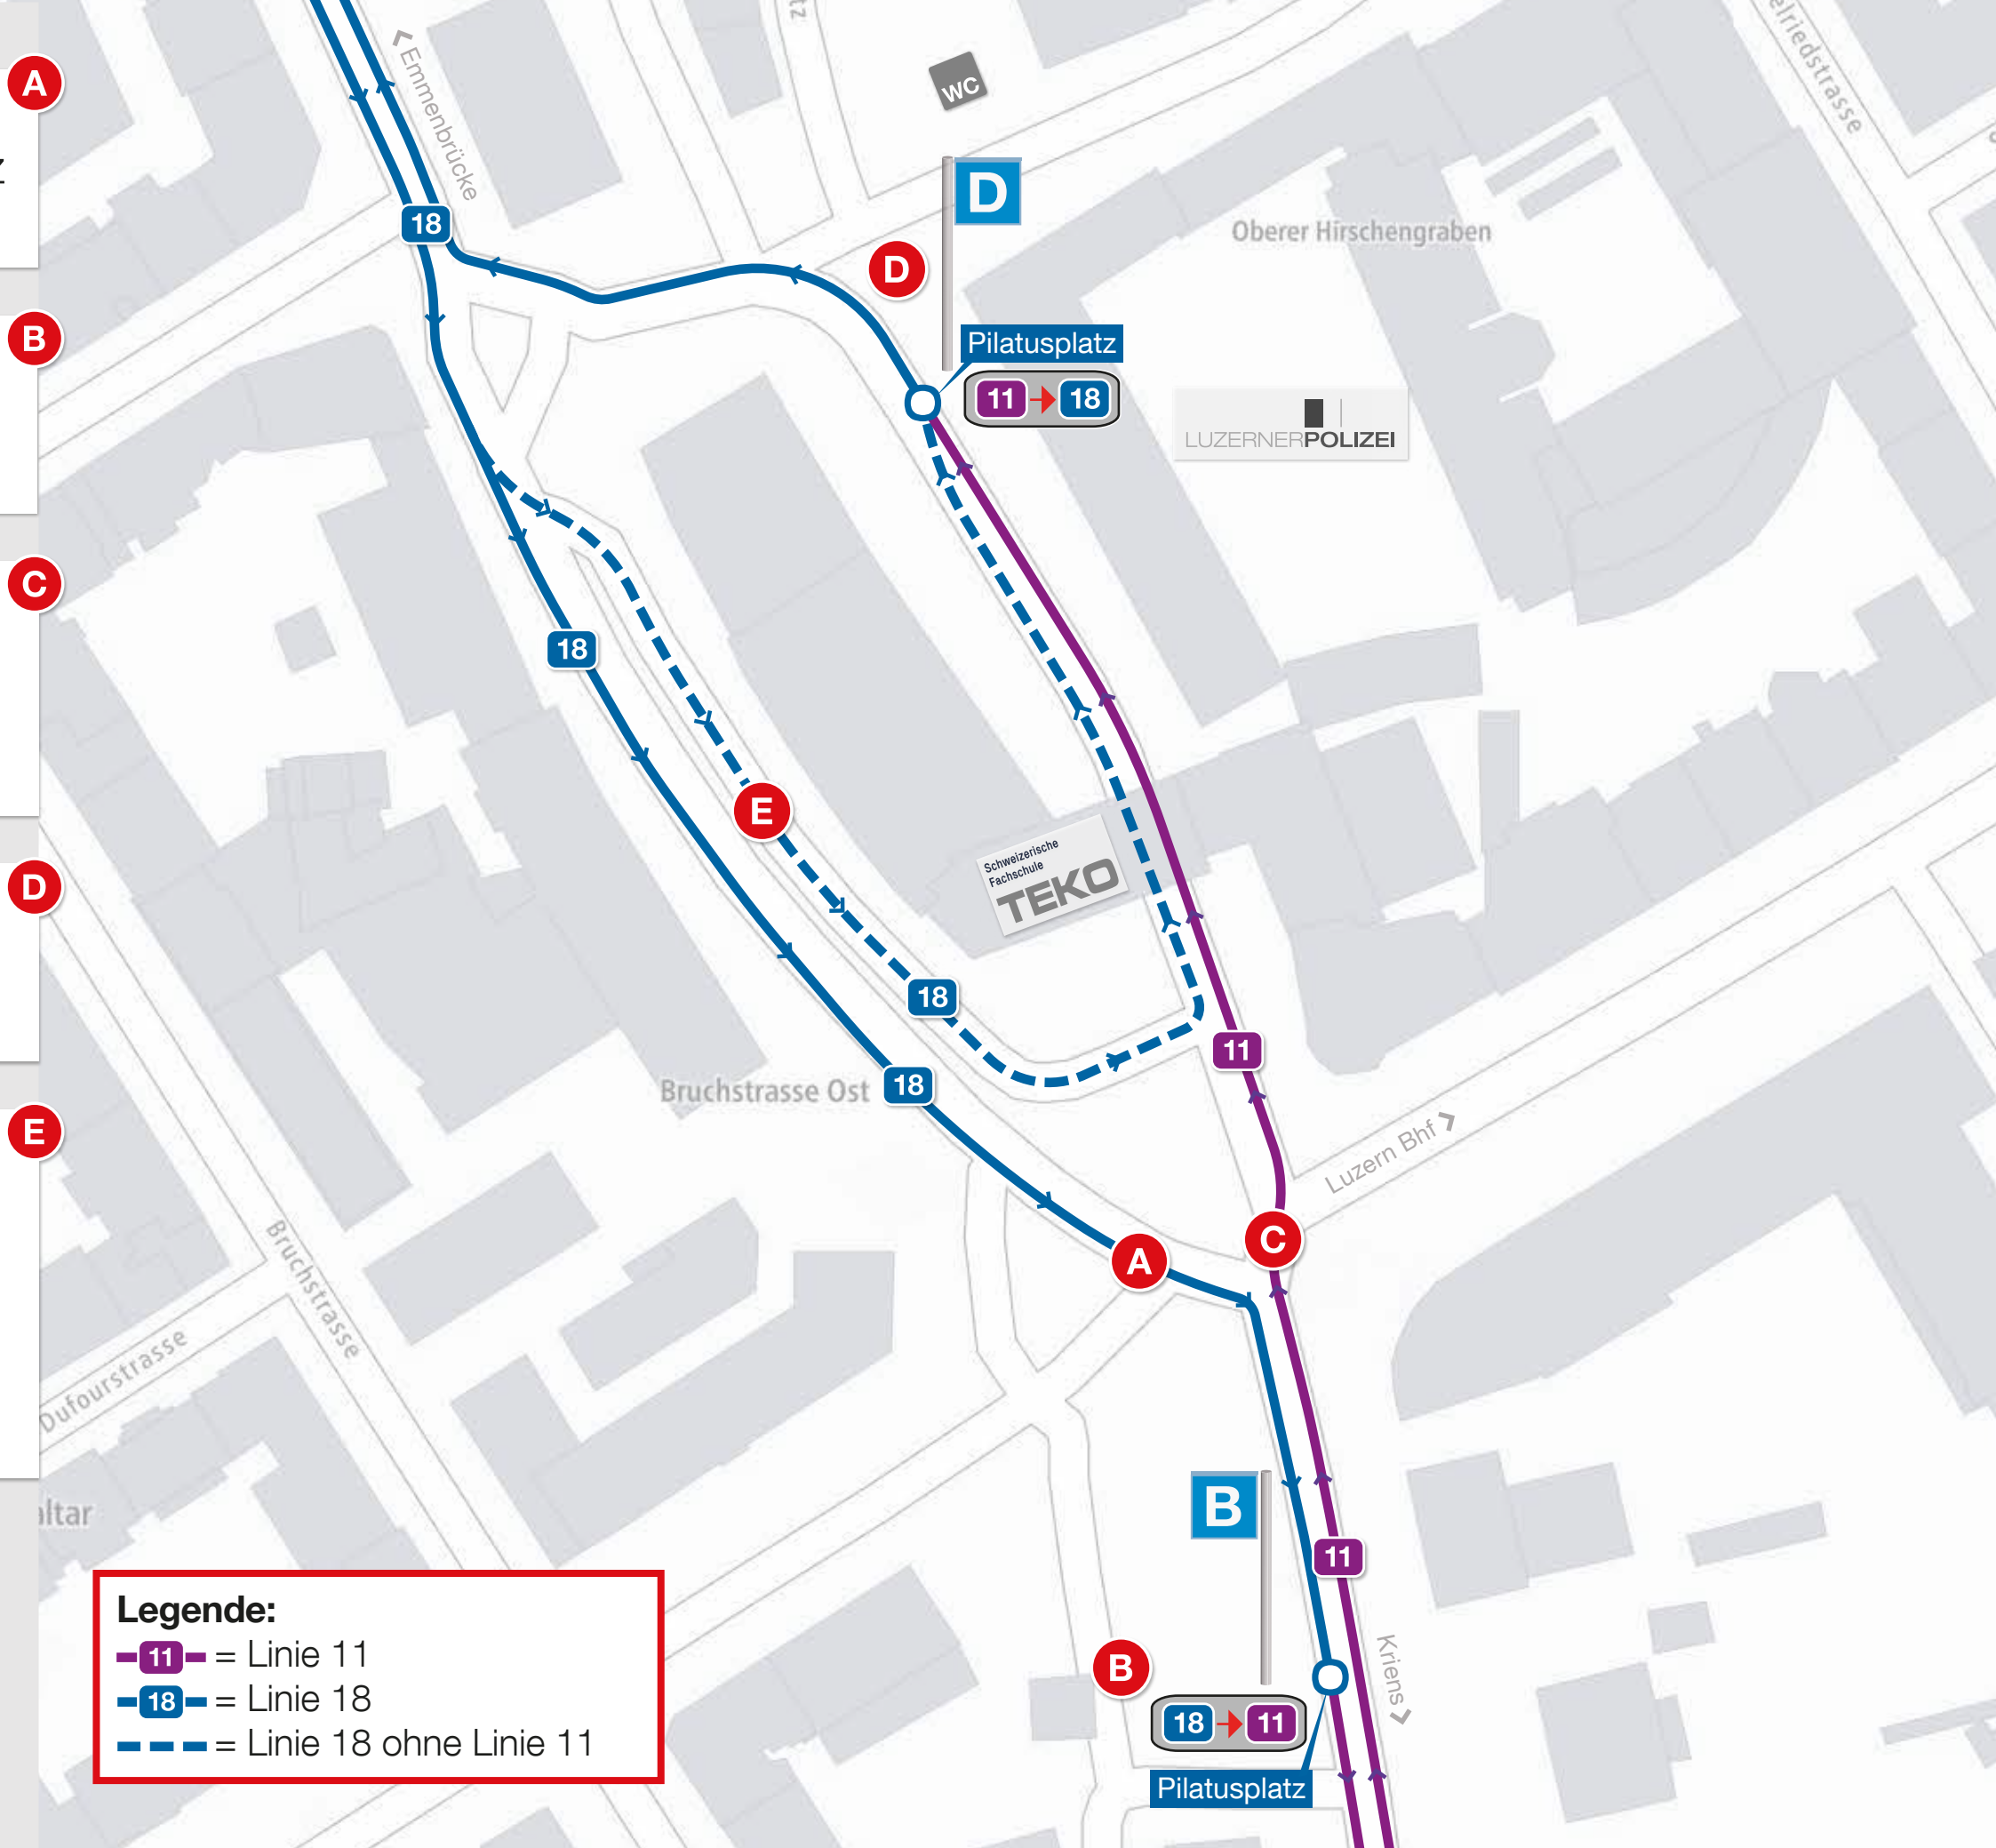 A
B
C
D
E
Emmenbrücke
WC
D
D
Oberer Hirschengraben
18
Pilatusplatz
11
18
LUZERNERPOLIZEI
18
E
Schweizerische
Fachschule
TEKO
18
11
18
Bruchstrasse Ost
Luzern Bhf
C
A
Bruchstrasse
Dufourstrasse
B
11
Kriens
B
18
11
Pilatusplatz
Legende:
11 = Linie 11
18 = Linie 18
= Linie 18 ohne Linie 11